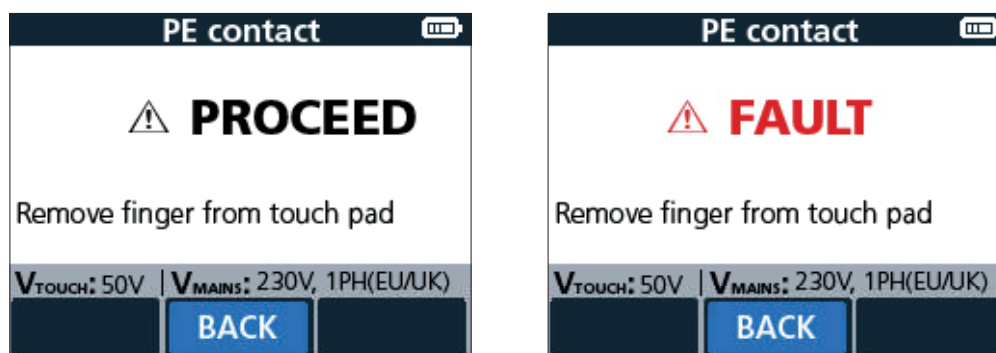 PE contact
PROCEED
Remove finger from touch pad
VTOUCH: 50V | VMAINS: 230V, 1PH(EU/UK)
BACK
PE contact
FAULT
Remove finger from touch pad
VTOUCH: 50V | VMAINS: 230V, 1PH(EU/UK)
BACK